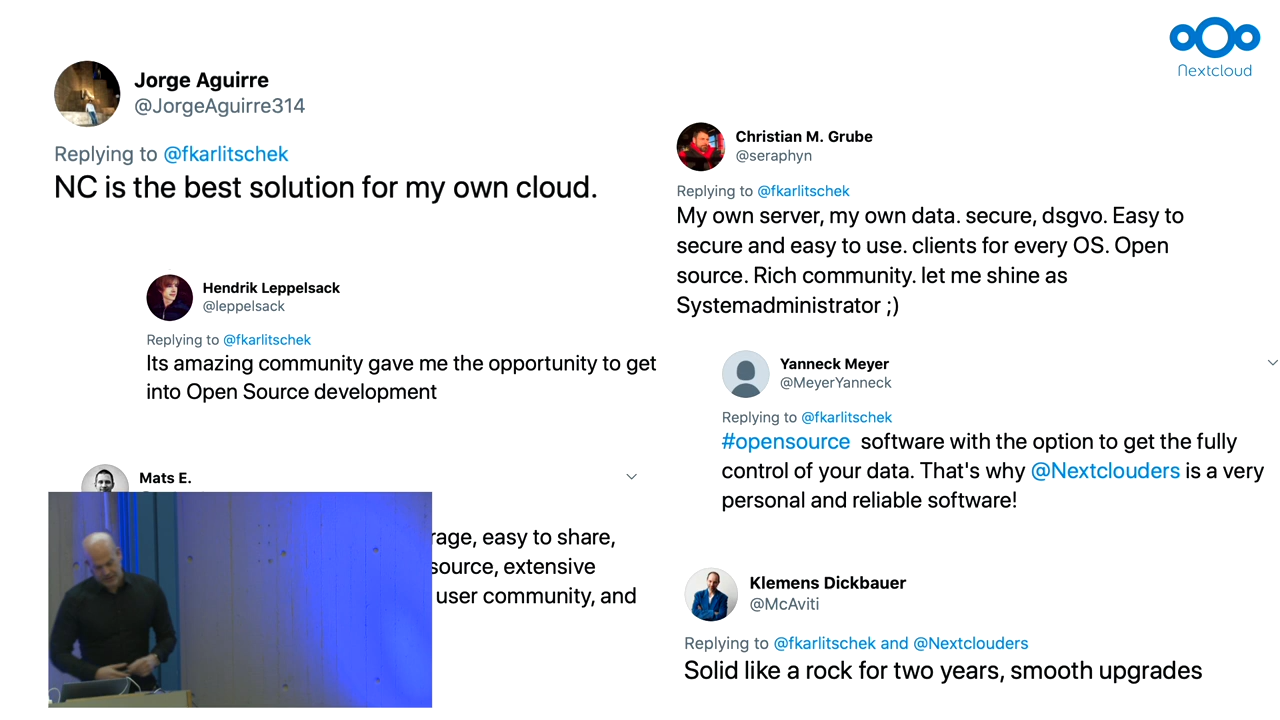 Nextcloud
Jorge Aguirre
@JorgeAguirre314
Replying to @fkarlitschek
NC is the best solution for my own cloud.
Hendrik Leppelsack
@leppelsack
Replying to @fkarlitschek
Its amazing community gave me the opportunity to get
into Open Source development
Mats E.
rage, easy to share,
source, extensive
user community, and
Christian M. Grube
@seraphyn
Replying to @fkarlitschek
My own server, my own data. secure, dsgvo. Easy to
secure and easy to use. clients for every OS. Open
source. Rich community. let me shine as
Systemadministrator ;)
Yanneck Meyer
@MeyerYanneck
Replying to @fkarlitschek
#opensource software with the option to get the fully
control of your data. That's why @Nextclouders is a very
personal and reliable software!
Klemens Dickbauer
@McAviti
Replying to @fkarlitschek and @Nextclouders
Solid like a rock for two years, smooth upgrades